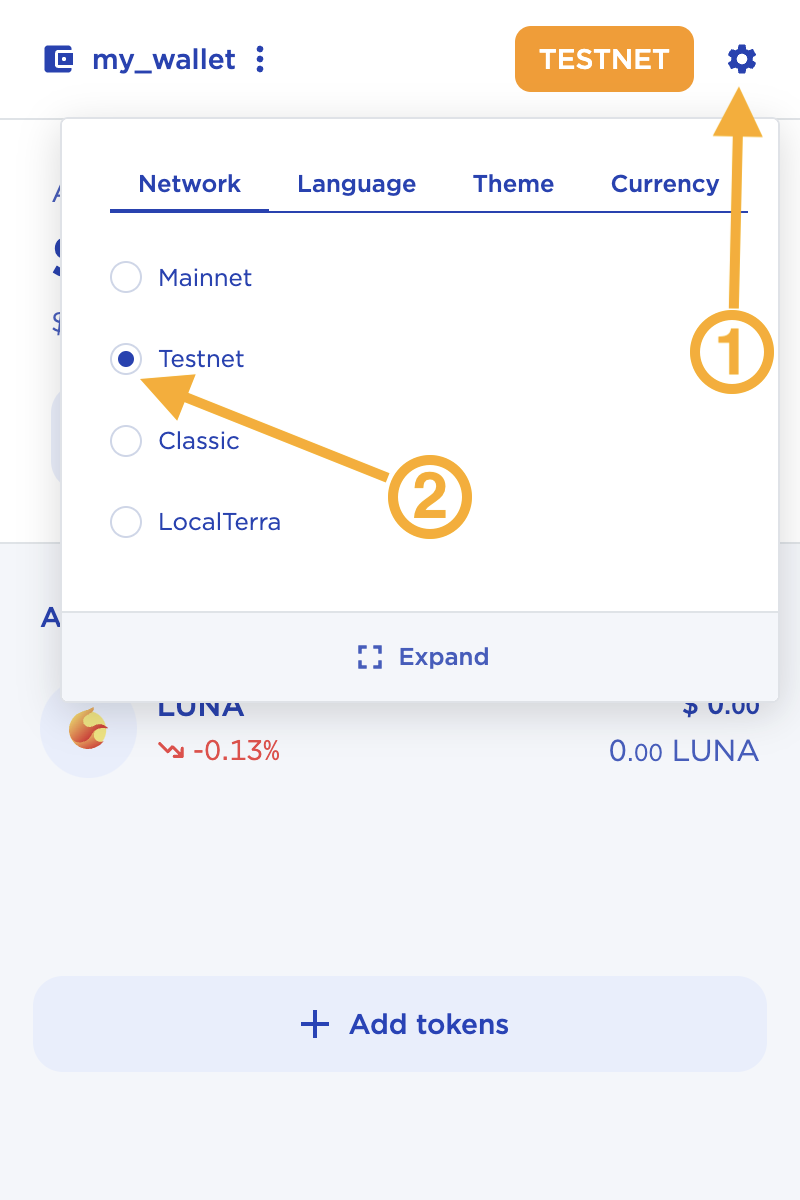 my_wallet
TESTNET
Network Language Theme Currency
Mainnet
1
Testnet
Classic
2
LocalTerra
Expand
LUNA
$ 0.00
-0.13%
0.00 LUNA
Add tokens